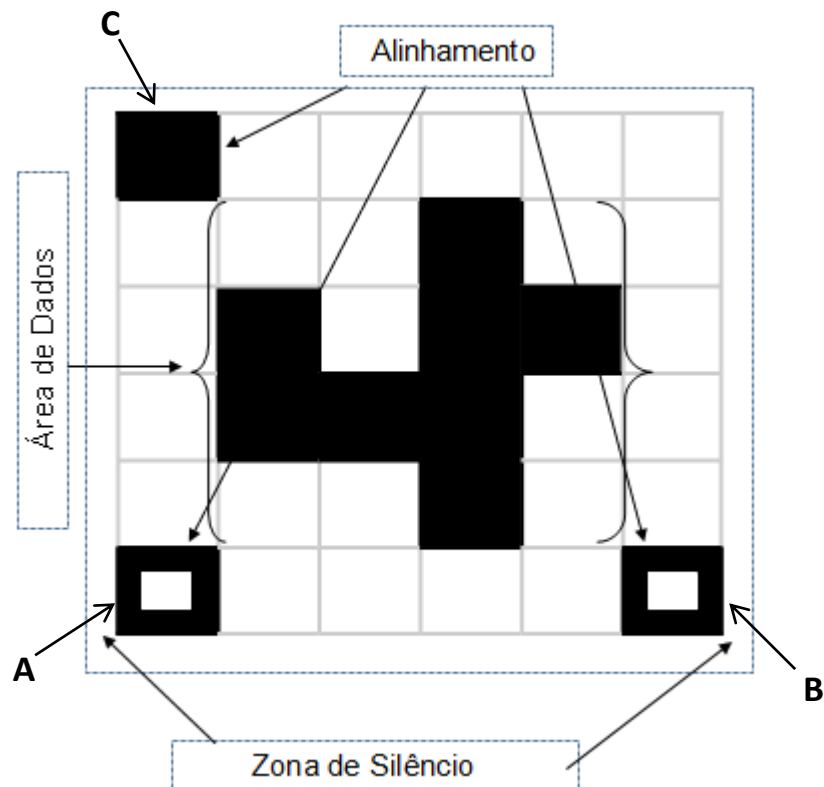 C
Alinhamento
Área de Dados
A
B
Zona de Silêncio